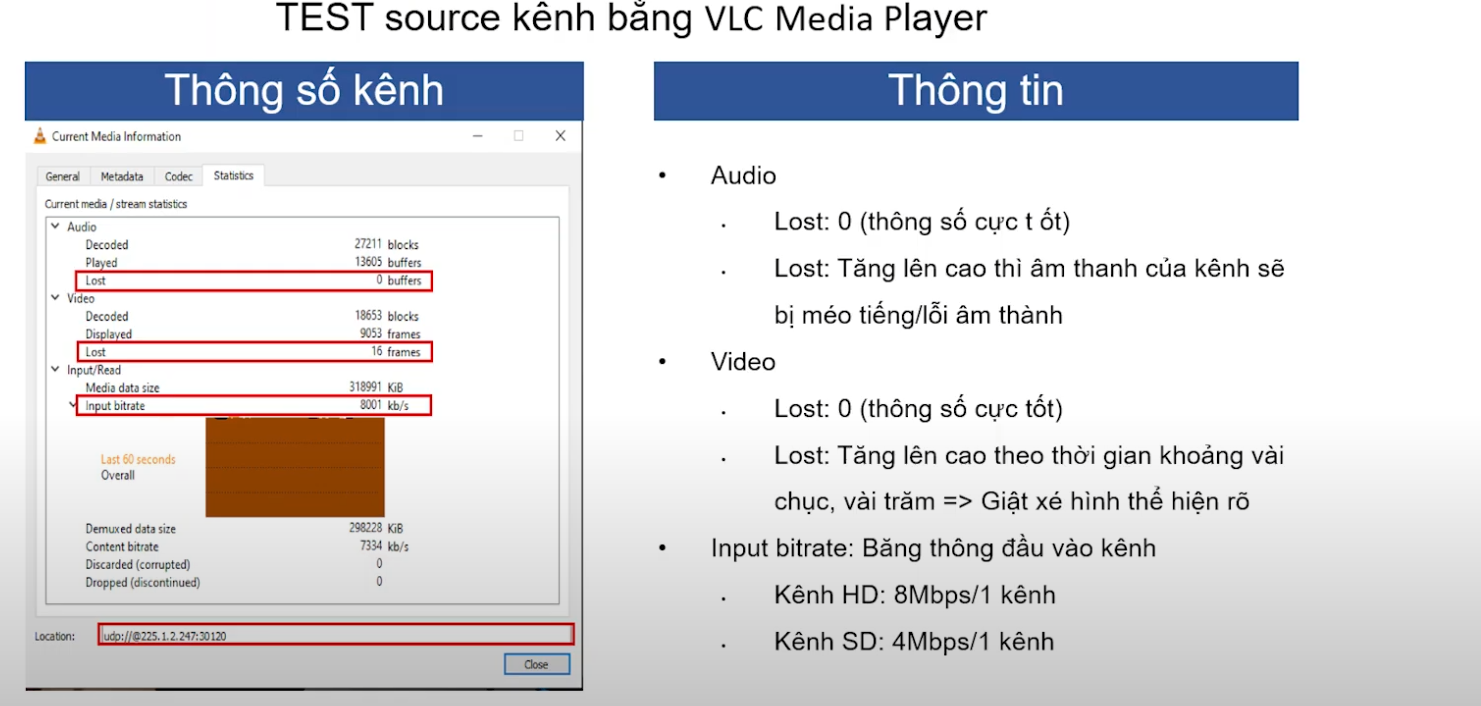 TEST source kênh bằng VLC Media Player
Thông số kênh
Current Media Information
General Metadata Codec Statistics
Current media / stream statistics
Audio
Decoded 27211 blocks
Played 13605 buffers
Lost 0 buffers
Video
Decoded 18653 blocks
Displayed 9053 frames
Lost 16 frames
Input/Read
Media data size 318991 KiB
Input bitrate 8001 kb/s
Last 60 seconds
Overall
Demuxed data size 298228 KiB
Content bitrate 7334 kb/s
Discarded (corrupted) 0
Dropped (discontinued) 0
Location: udp://@225.1.2.247:30120
Close
Thông tin
• Audio
• Lost: 0 (thông số cực t ốt)
• Lost: Tăng lên cao thì âm thanh của kênh sẽ
bị méo tiếng/lỗi âm thành
• Video
• Lost: 0 (thông số cực tốt)
• Lost: Tăng lên cao theo thời gian khoảng vài
chục, vài trăm => Giật xé hình thể hiện rõ
• Input bitrate: Băng thông đầu vào kênh
• Kênh HD: 8Mbps/1 kênh
• Kênh SD: 4Mbps/1 kênh